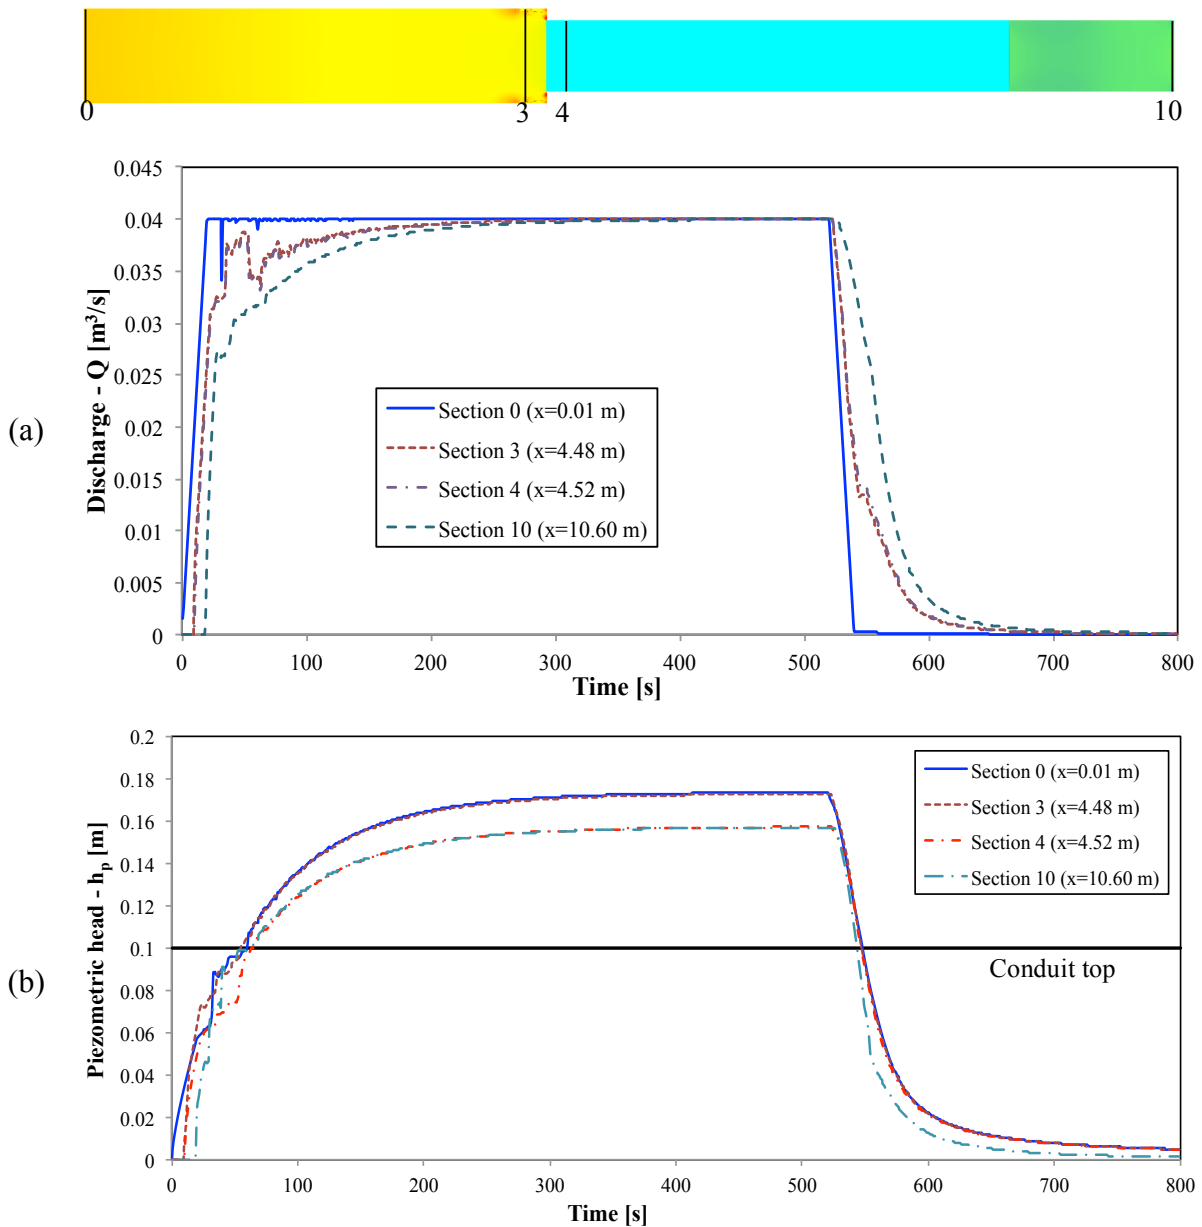 0 3 4 10
0.045
0.04
0.035
0.03
0.025
0.02
0.015
0.01
0.005
0
Discharge - Q [m³/s]
(a)
Section 0 (x=0.01 m)
Section 3 (x=4.48 m)
Section 4 (x=4.52 m)
Section 10 (x=10.60 m)
0 100 200 300 400 500 600 700 800
Time [s]
0.2
0.18
0.16
0.14
0.12
0.1
0.08
0.06
0.04
0.02
0
Piezometric head - hₚ [m]
(b)
Section 0 (x=0.01 m)
Section 3 (x=4.48 m)
Section 4 (x=4.52 m)
Section 10 (x=10.60 m)
Conduit top
0 100 200 300 400 500 600 700 800
Time [s]